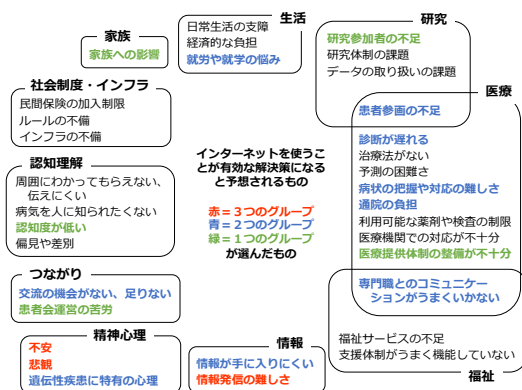 家族
家族への影響
生活
日常生活の支障
経済的な負担
就労や就学の悩み
研究
研究参加者の不足
研究体制の課題
データの取り扱いの課題
医療
患者参画の不足
診断が遅れる
治療法がない
予測の困難さ
病状の把握や対応の難しさ
通院の負担
利用可能な薬剤や検査の制限
医療機関での対応が不十分
医療提供体制の整備が不十分
専門職とのコミュニケー
ションがうまくいかない
福祉サービスの不足
支援体制がうまく機能していない
福祉
社会制度・インフラ
民間保険の加入制限
ルールの不備
インフラの不備
認知理解
周囲にわかってもらえない、
伝えにくい
病気を人に知られたくない
認知度が低い
偏見や差別
インターネットを使うこ
とが有効な解決策になる
と予想されるもの
赤＝３つのグループ
青＝２つのグループ
緑＝１つのグループ
が選んだもの
つながり
交流の機会がない、足りない
患者会運営の苦労
精神心理
不安
悲観
遺伝性疾患に特有の心理
情報
情報が手に入りにくい
情報発信の難しさ